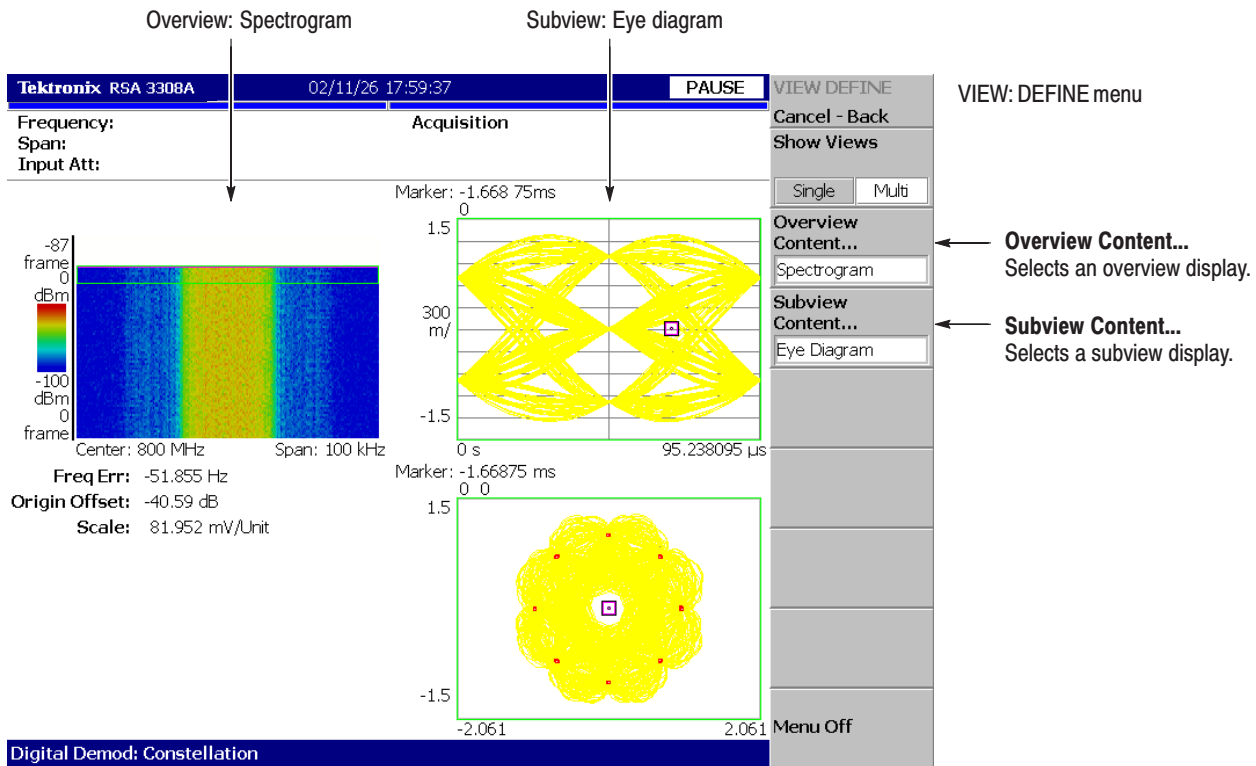 Overview: Spectrogram
Subview: Eye diagram
Tektronix RSA 3308A
02/11/26 17:59:37
PAUSE
VIEW DEFINE
VIEW: DEFINE menu
Cancel - Back
Frequency:
Span:
Input Att:
Acquisition
Show Views
Single
Multi
Marker: -1.668 75ms
0
1.5
300
m/
-1.5
0 s
95.238095 µs
-87
frame
0
dBm
-100
dBm
0
frame
Center: 800 MHz
Span: 100 kHz
Freq Err: -51.855 Hz
Origin Offset: -40.59 dB
Scale: 81.952 mV/Unit
Marker: -1.66875 ms
0 0
1.5
-1.5
-2.061
2.061
Overview
Content...
Spectrogram
Overview Content...
Selects an overview display.
Subview
Content...
Eye Diagram
Subview Content...
Selects a subview display.
Menu Off
Digital Demod: Constellation